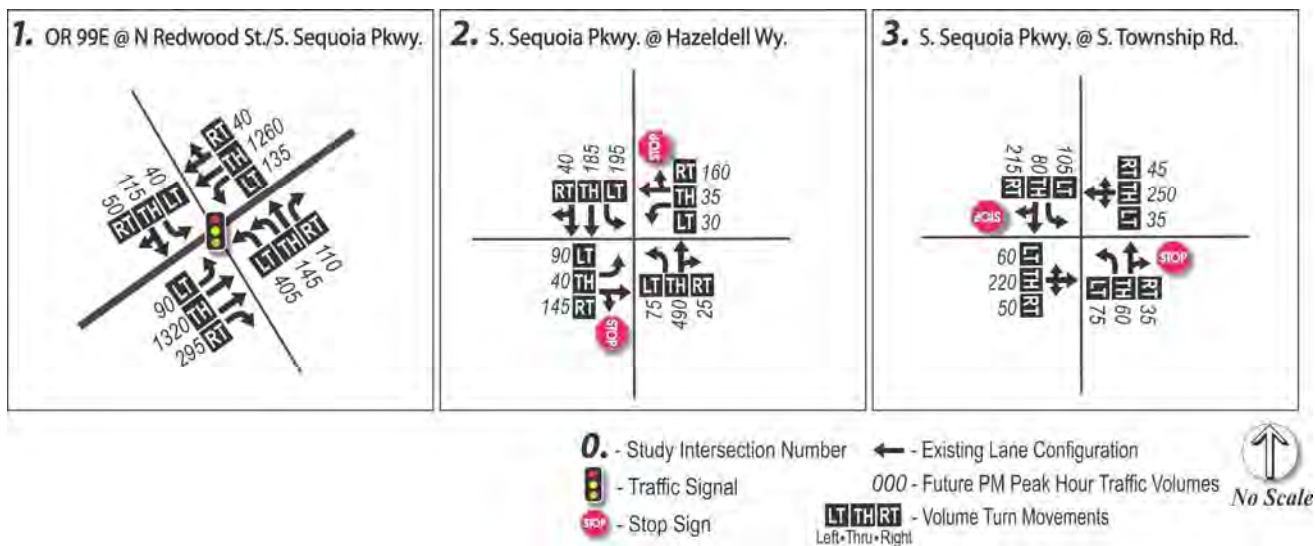 1. OR 99E @ N Redwood St./S. Sequoia Pkwy.
RT TH LT
40 1260 135
RT TH LT
50 115 40
LT TH RT
405 145 110
LT TH RT
90 1320 295
2. S. Sequoia Pkwy. @ Hazeldell Wy.
STOP
40 185 195
RT TH LT
RT 160
TH 35
LT 30
90 LT
40 TH
145 RT
LT TH RT
75 490 25
STOP
3. S. Sequoia Pkwy. @ S. Township Rd.
215 80 105
RT TH LT
STOP
RT 45
TH 250
LT 35
60 LT
220 TH
50 RT
LT TH RT
75 60 35
STOP
0. - Study Intersection Number
- Traffic Signal
STOP - Stop Sign
- Existing Lane Configuration
000 - Future PM Peak Hour Traffic Volumes
LT TH RT - Volume Turn Movements
Left•Thru•Right
No Scale